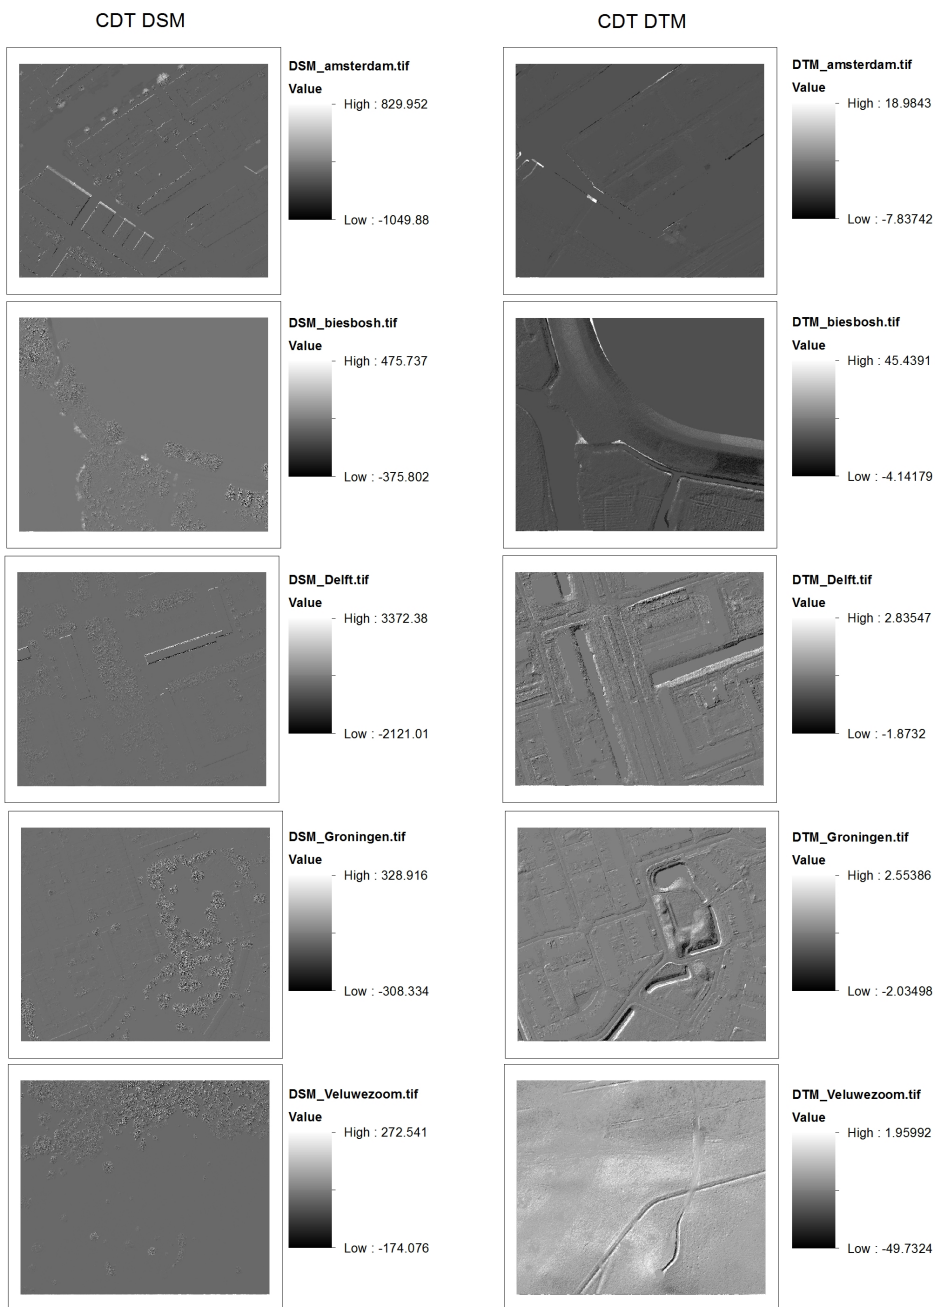 CDT DSM
CDT DTM
DSM_amsterdam.tif
Value
High : 829.952
Low : -1049.88
DTM_amsterdam.tif
Value
High : 18.9843
Low : -7.83742
DSM_biesbosh.tif
Value
High : 475.737
Low : -375.802
DTM_biesbosh.tif
Value
High : 45.4391
Low : -4.14179
DSM_Delft.tif
Value
High : 3372.38
Low : -2121.01
DTM_Delft.tif
Value
High : 2.83547
Low : -1.8732
DSM_Groningen.tif
Value
High : 328.916
Low : -308.334
DTM_Groningen.tif
Value
High : 2.55386
Low : -2.03498
DSM_Veluwezoom.tif
Value
High : 272.541
Low : -174.076
DTM_Veluwezoom.tif
Value
High : 1.95992
Low : -49.7324